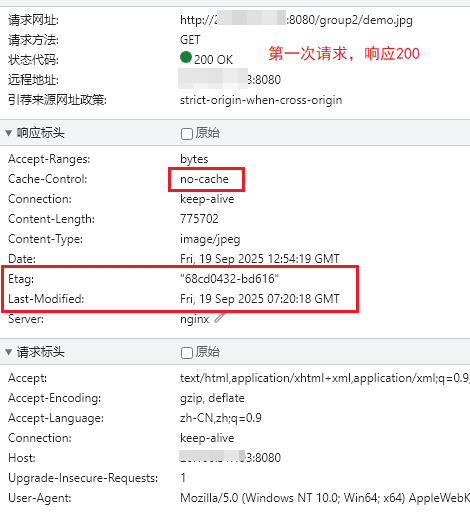 请求网址: http://2 :8080/group2/demo.jpg
请求方法: GET
第一次请求，响应200
状态代码: 200 OK
远程地址: 3:8080
引荐来源网址政策: strict-origin-when-cross-origin
▼ 响应标头 原始
Accept-Ranges: bytes
Cache-Control: no-cache
Connection: keep-alive
Content-Length: 775702
Content-Type: image/jpeg
Date: Fri, 19 Sep 2025 12:54:19 GMT
Etag: "68cd0432-bd616"
Last-Modified: Fri, 19 Sep 2025 07:20:18 GMT
Server: nginx
▼ 请求标头 原始
Accept: text/html,application/xhtml+xml,application/xml;q=0.9,
Accept-Encoding: gzip, deflate
Accept-Language: zh-CN,zh;q=0.9
Connection: keep-alive
Host: :8080
Upgrade-Insecure-Requests: 1
User-Agent: Mozilla/5.0 (Windows NT 10.0; Win64; x64) AppleWebK